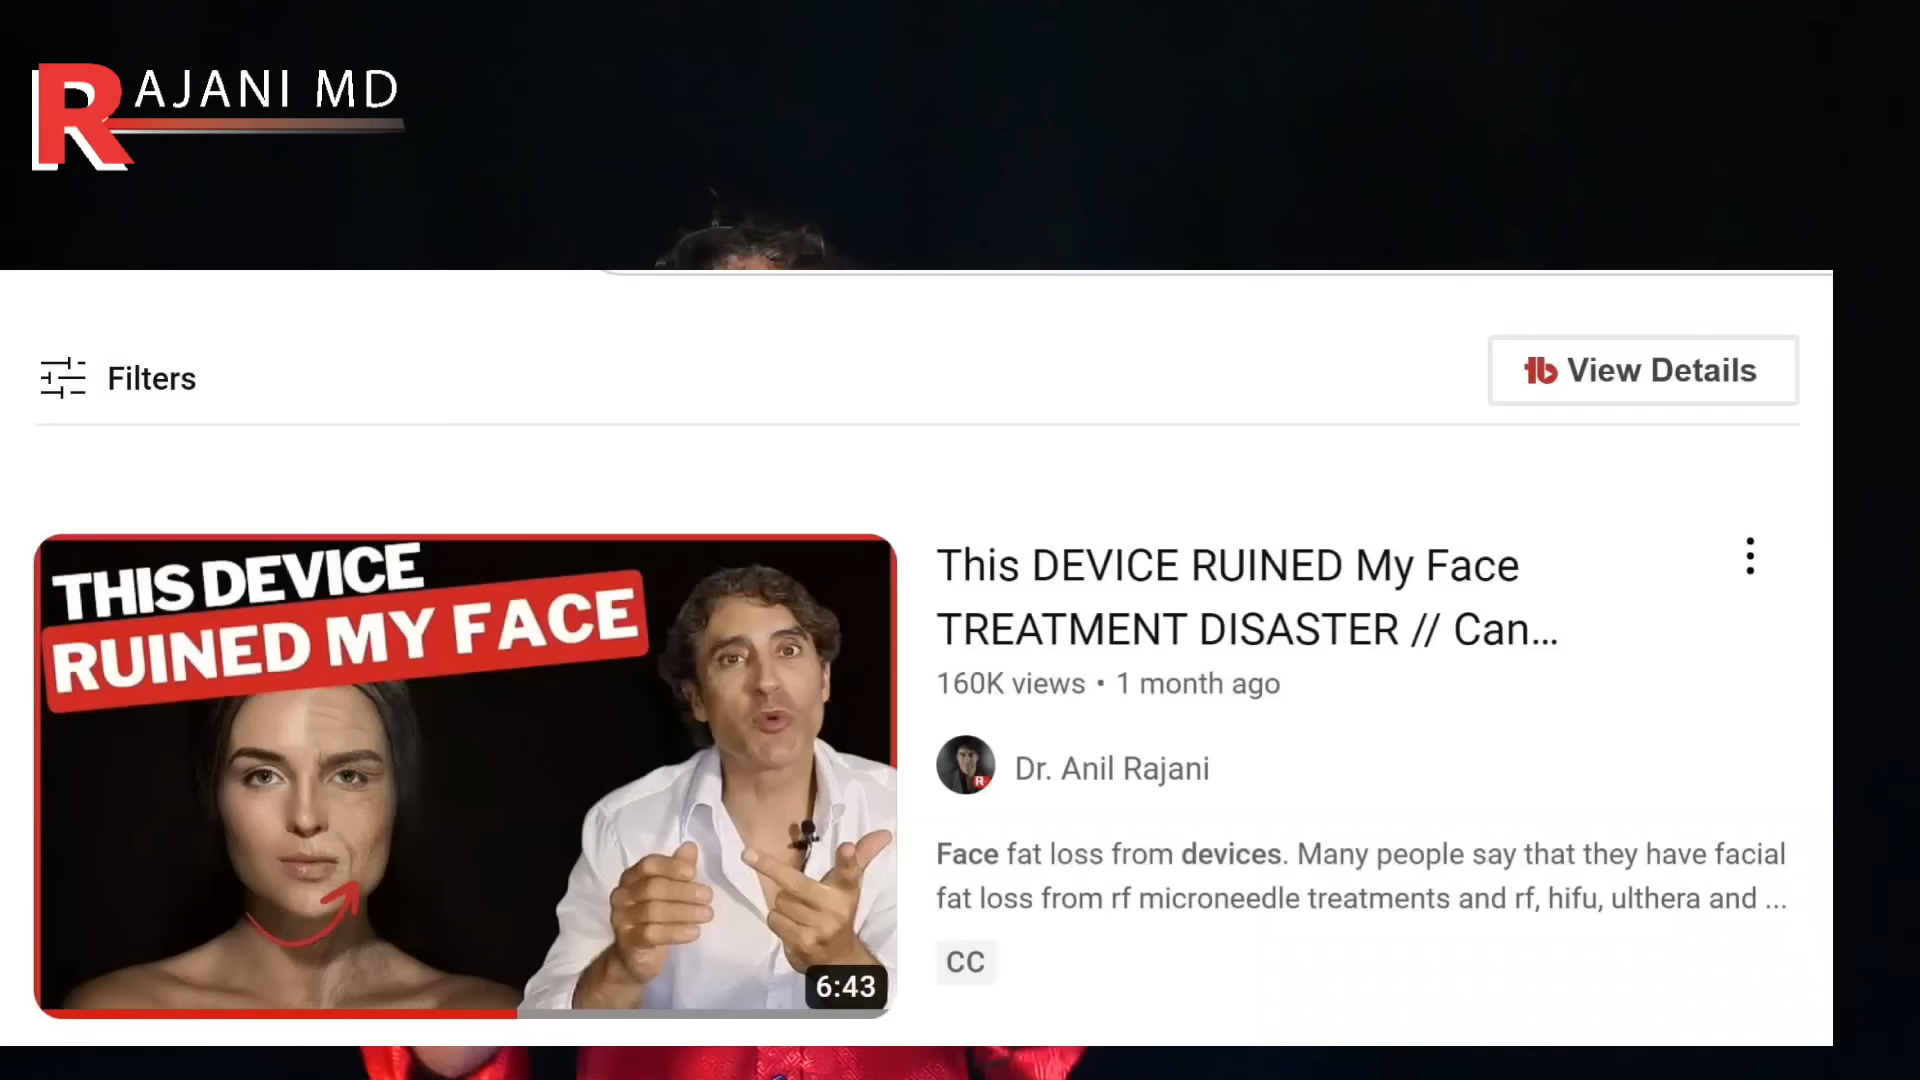 RAJANI MD
Filters
View Details
THIS DEVICE
RUINED MY FACE
6:43
This DEVICE RUINED My Face
TREATMENT DISASTER // Can...
160K views • 1 month ago
Dr. Anil Rajani
Face fat loss from devices. Many people say that they have facial
fat loss from rf microneedle treatments and rf, hifu, ulthera and ...
CC